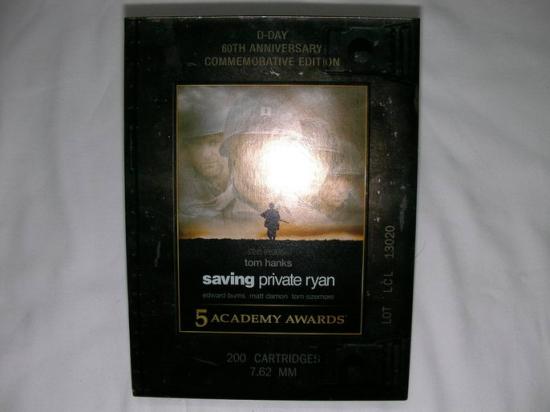 D-DAY
60TH ANNIVERSARY
COMMEMORATIVE EDITION
tom hanks
saving private ryan
edward burns matt damon tom sizemore
5 ACADEMY AWARDS
200 CARTRIDGES
7.62 MM
LOT LCL 13020